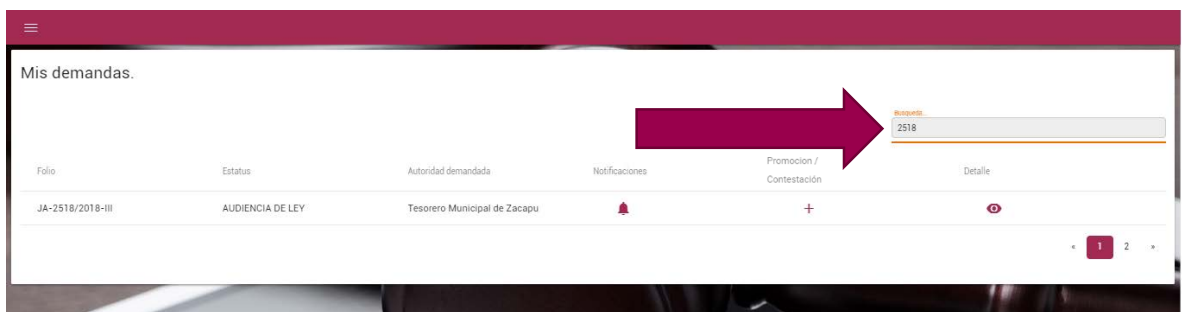 Mis demandas.
Busqueda...
2518
Folio Estatus Autoridad demandada Notificaciones Promocion / Contestación Detalle
JA-2518/2018-III AUDIENCIA DE LEY Tesorero Municipal de Zacapu
« 1 2 »